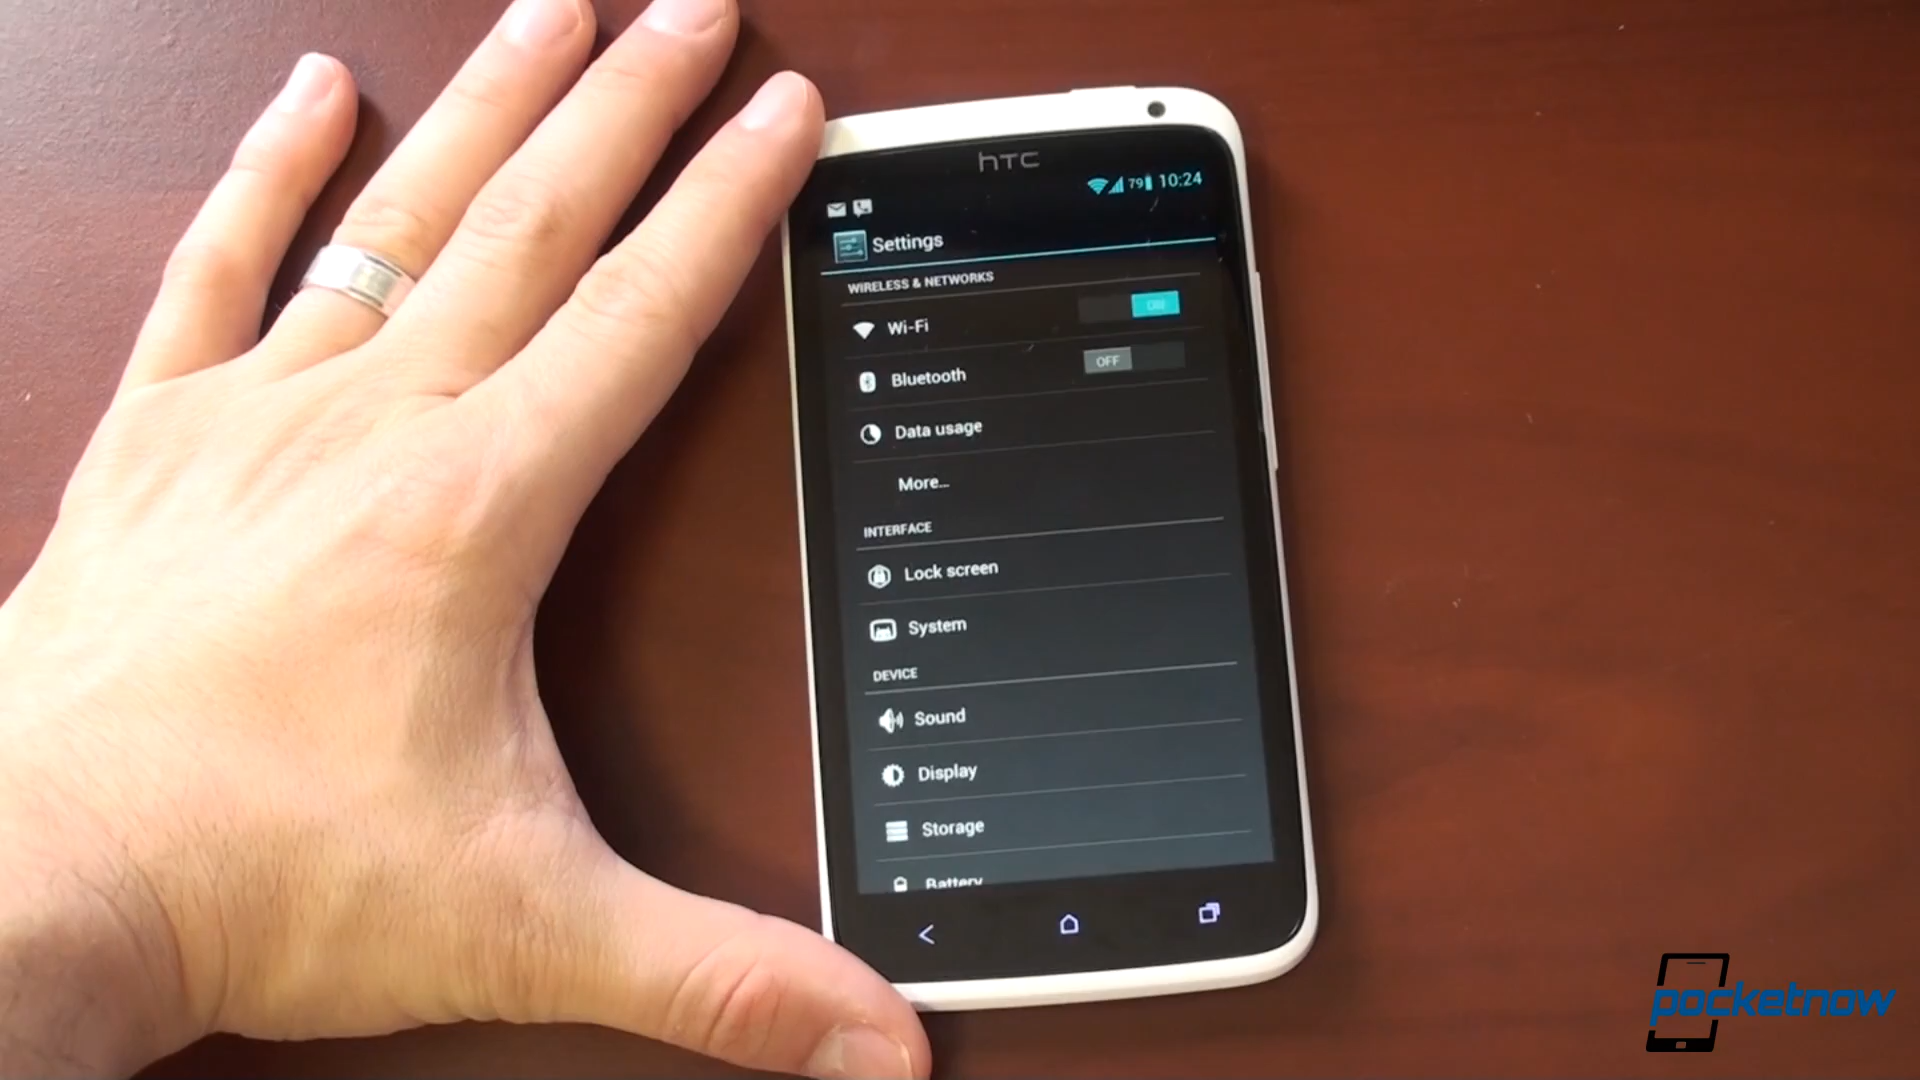 hTC
79 10:24
Settings
WIRELESS & NETWORKS
Wi-Fi ON
Bluetooth OFF
Data usage
More...
INTERFACE
Lock screen
System
DEVICE
Sound
Display
Storage
Battery
pocketnow